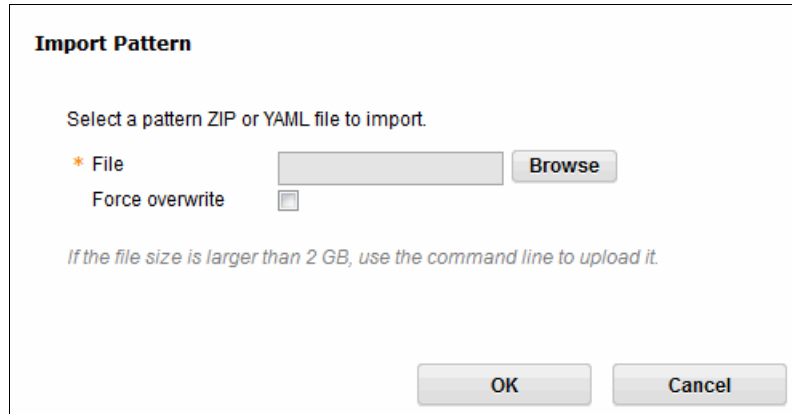 Import Pattern
Select a pattern ZIP or YAML file to import.
* File Browse
Force overwrite
If the file size is larger than 2 GB, use the command line to upload it.
OK Cancel